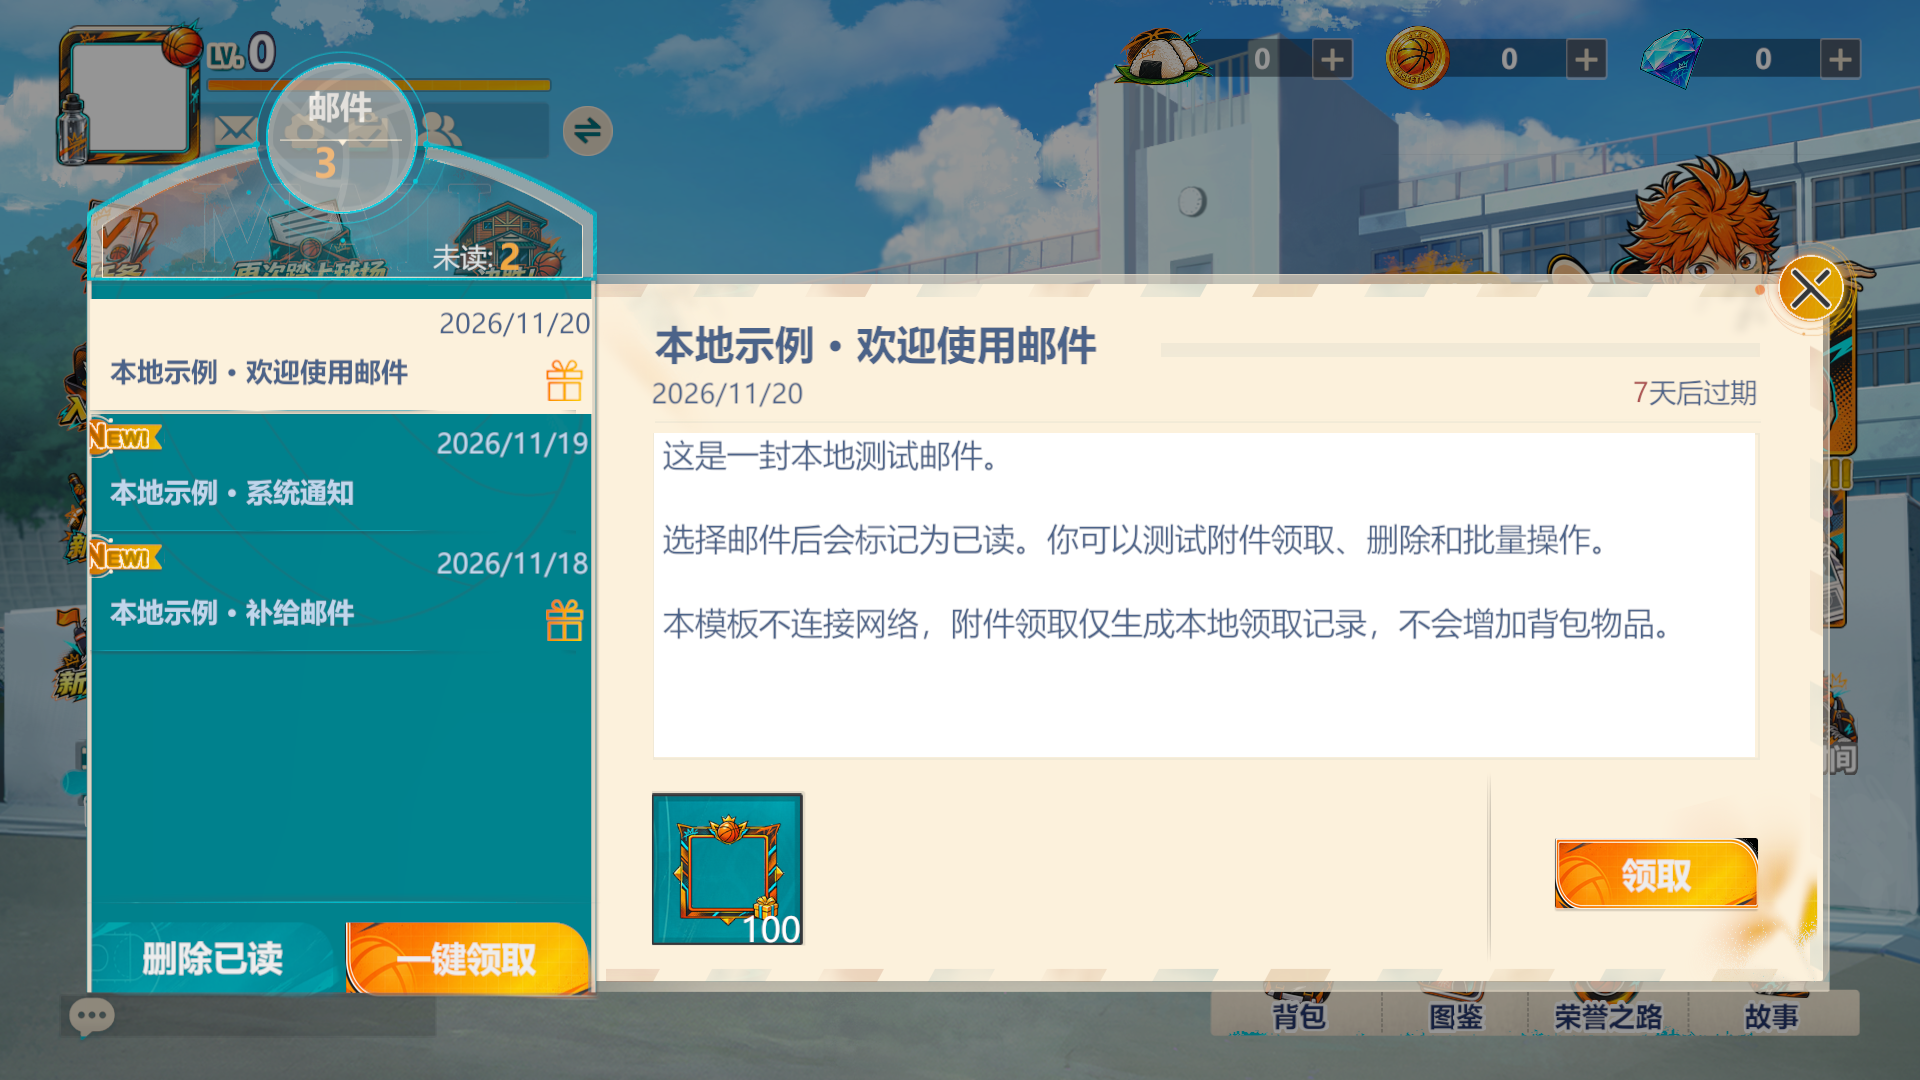 LV.0
0
0
0
邮件
3
未读: 2
2026/11/20
本地示例·欢迎使用邮件
NEW!
2026/11/19
本地示例·系统通知
NEW!
2026/11/18
本地示例·补给邮件
删除已读
一键领取
本地示例·欢迎使用邮件
2026/11/20
7天后过期
这是一封本地测试邮件。
选择邮件后会标记为已读。你可以测试附件领取、删除和批量操作。
本模板不连接网络，附件领取仅生成本地领取记录，不会增加背包物品。
100
领取
背包
图鉴
荣誉之路
故事